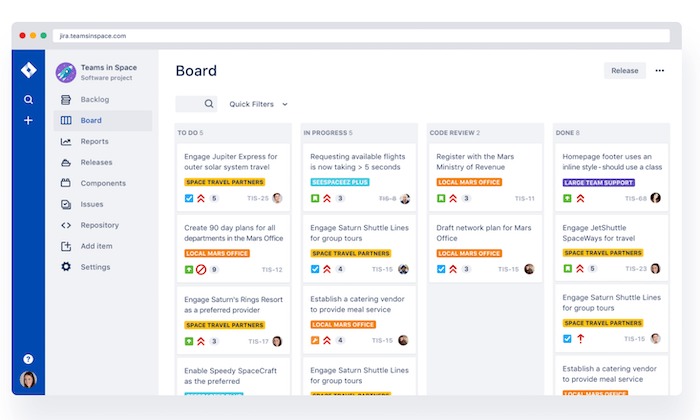 jira.teamsinspace.com
Teams in Space
Software project
Backlog
Board
Reports
Releases
Components
Issues
Repository
Add item
Settings
?
Board
Release
Quick Filters
TO DO 5
Engage Jupiter Express for
outer solar system travel
SPACE TRAVEL PARTNERS
5 TIS-25
Create 90 day plans for all
departments in the Mars Office
LOCAL MARS OFFICE
9 TIS-12
Engage Saturn's Rings Resort
as a preferred provider
SPACE TRAVEL PARTNERS
3 TIS-17
Enable Speedy SpaceCraft
as the preferred
SEESPACEEZ PLUS
IN PROGRESS 5
Requesting available flights
is now taking > 5 seconds
SEESPACEEZ PLUS
3 TIS-8
Engage Saturn Shuttle Lines
for group tours
SPACE TRAVEL PARTNERS
4 TIS-15
Establish a catering vendor
to provide meal service
LOCAL MARS OFFICE
4 TIS-15
Engage Saturn Shuttle Lines
for group tours
SPACE TRAVEL PARTNERS
CODE REVIEW 2
Register with the Mars
Ministry of Revenue
LOCAL MARS OFFICE
3 TIS-11
Draft network plan for Mars
Office
LOCAL MARS OFFICE
3 TIS-15
DONE 8
Homepage footer uses an
inline style - should use a class
LARGE TEAM SUPPORT
TIS-68
Engage JetShuttle
SpaceWays for travel
SPACE TRAVEL PARTNERS
5 TIS-23
Engage Saturn Shuttle Lines
for group tours
SPACE TRAVEL PARTNERS
TIS-15
Establish a catering vendor
to provide meal service
LOCAL MARS OFFICE